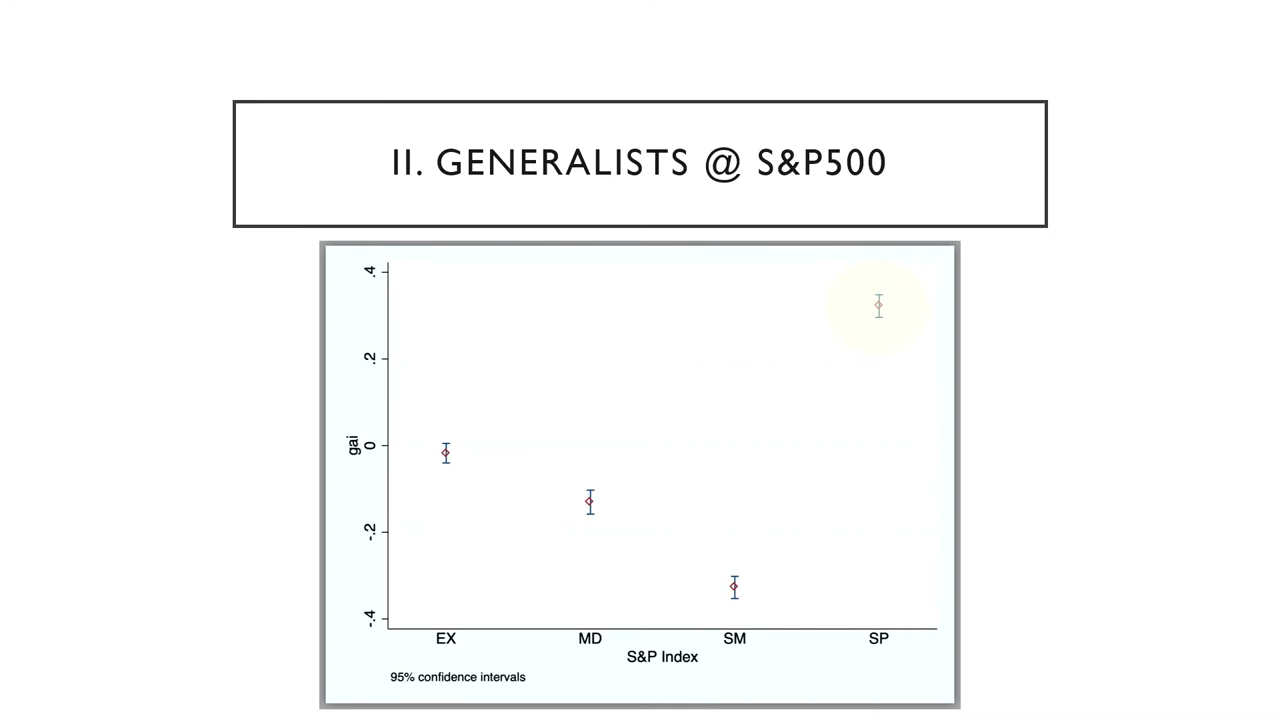 II. GENERALISTS @ S&P500
.4
.2
0
-.2
-.4
gai
EX MD SM SP
S&P Index
95% confidence intervals